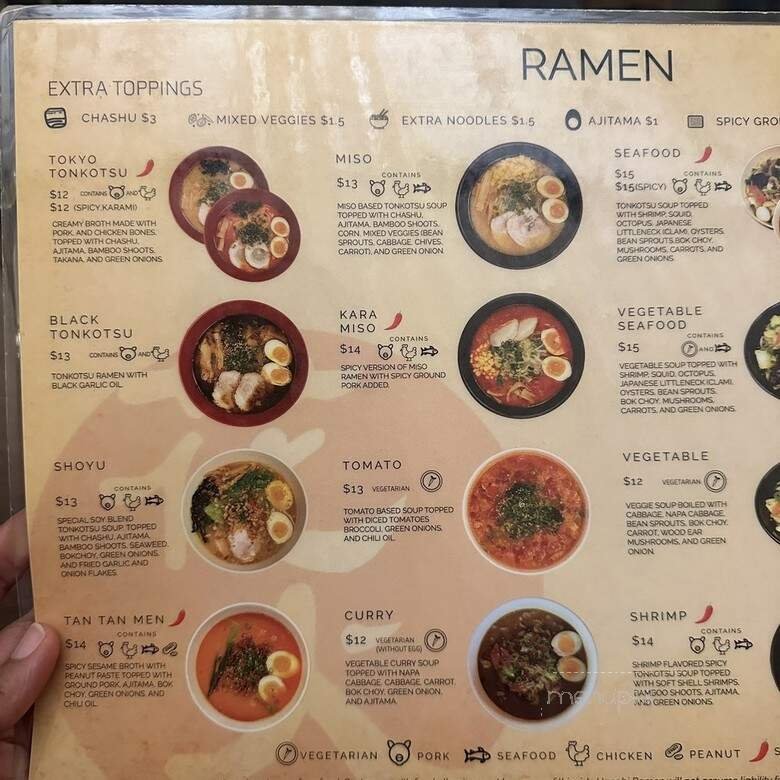 RAMEN
EXTRA TOPPINGS
CHASHU $3
MIXED VEGGIES $1.5
EXTRA NOODLES $1.5
AJITAMA $1
SPICY GROU
TOKYO
TONKOTSU
$12 CONTAINS AND
$12 (SPICY,KARAMI)
CREAMY BROTH MADE WITH
PORK, AND CHICKEN BONES.
TOPPED WITH CHASHU,
AJITAMA, BAMBOO SHOOTS,
TAKANA, AND GREEN ONIONS.
MISO
CONTAINS
$13
MISO BASED TONKOTSU SOUP
TOPPED WITH CHASHU,
AJITAMA, BAMBOO SHOOTS,
CORN, MIXED VEGGIES (BEAN
SPROUTS, CABBAGE, CHIVES,
CARROT), AND GREEN ONION.
SEAFOOD
$15 CONTAINS
$15(SPICY)
TONKOTSU SOUP TOPPED
WITH SHRIMP, SQUID,
OCTOPUS, JAPANESE
LITTLENECK (CLAM), OYSTERS,
BEAN SPROUTS,BOK CHOY,
MUSHROOMS, CARROTS, AND
GREEN ONIONS.
BLACK
TONKOTSU
$13 CONTAINS AND
TONKOTSU RAMEN WITH
BLACK GARLIC OIL.
KARA
MISO
CONTAINS
$14
SPICY VERSION OF MISO
RAMEN WITH SPICY GROUND
PORK ADDED.
VEGETABLE
SEAFOOD
CONTAINS
$15 AND
VEGETABLE SOUP TOPPED WITH
SHRIMP, SQUID, OCTOPUS,
JAPANESE LITTLENECK (CLAM),
OYSTERS, BEAN SPROUTS,
BOK CHOY, MUSHROOMS,
CARROTS, AND GREEN ONIONS.
SHOYU
CONTAINS
$13
SPECIAL SOY BLEND
TONKOTSU SOUP, TOPPED
WITH CHASHU, AJITAMA,
BAMBOO SHOOTS, SEAWEED,
BOKCHOY, GREEN ONIONS,
AND FRIED GARLIC AND
ONION FLAKES.
TOMATO
$13 VEGETARIAN
TOMATO BASED SOUP TOPPED
WITH DICED TOMATOES
BROCCOLI, GREEN ONIONS,
AND CHILI OIL.
VEGETABLE
$12 VEGETARIAN
VEGGIE SOUP BOILED WITH
CABBAGE, NAPA CABBAGE,
BEAN SPROUTS, BOK CHOY,
CARROT, WOOD EAR
MUSHROOMS, AND GREEN
ONION.
TAN TAN MEN
CONTAINS
$14
SPICY SESAME BROTH WITH
PEANUT PASTE TOPPED WITH
GROUND PORK, AJITAMA, BOK
CHOY, GREEN ONIONS, AND
CHILI OIL.
CURRY
$12 VEGETARIAN
(WITHOUT EGG)
VEGETABLE CURRY SOUP
TOPPED WITH NAPA
CABBAGE, CABBAGE, CARROT,
BOK CHOY, GREEN ONION,
AND AJITAMA.
SHRIMP
CONTAINS
$14
SHRIMP FLAVORED SPICY
TONKOTSU SOUP TOPPED
WITH SOFT SHELL SHRIMPS,
BAMBOO SHOOTS, AJITAMA,
AND GREEN ONIONS.
VEGETARIAN
PORK
SEAFOOD
CHICKEN
PEANUT
S